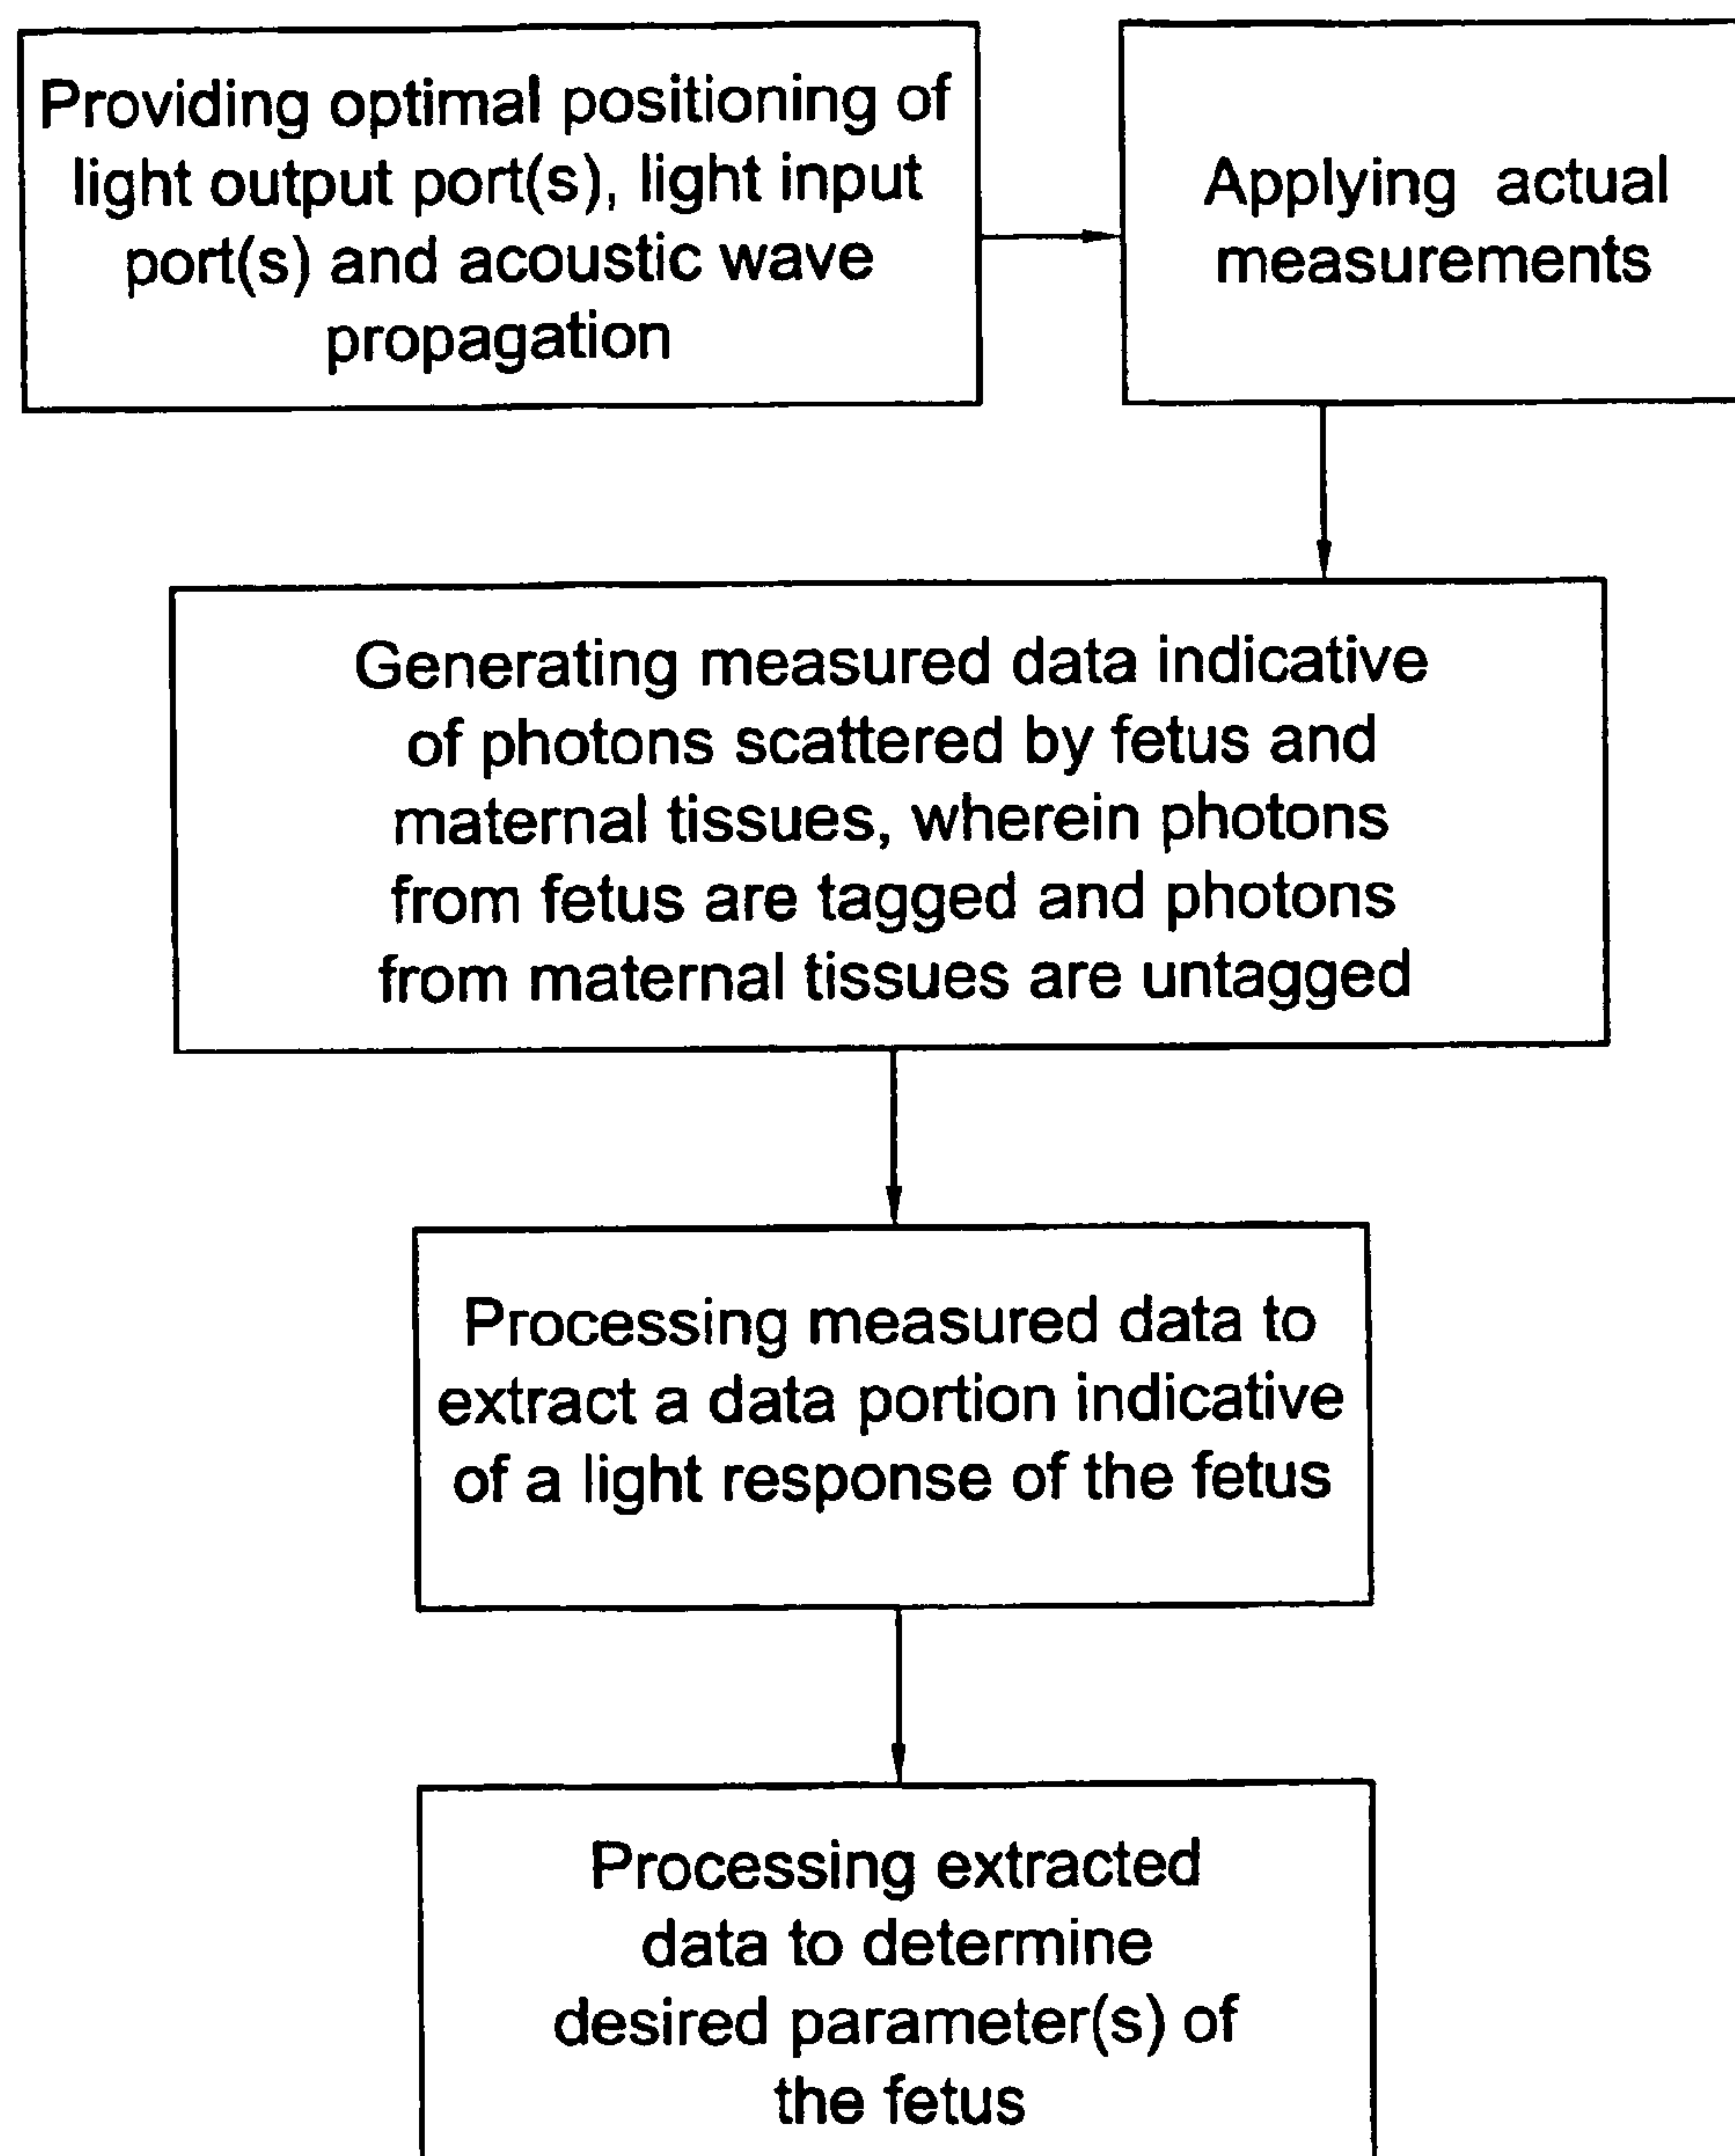 Providing optimal positioning of
light output port(s), light input
port(s) and acoustic wave
propagation
Applying actual
measurements
Generating measured data indicative
of photons scattered by fetus and
maternal tissues, wherein photons
from fetus are tagged and photons
from maternal tissues are untagged
Processing measured data to
extract a data portion indicative
of a light response of the fetus
Processing extracted
data to determine
desired parameter(s) of
the fetus